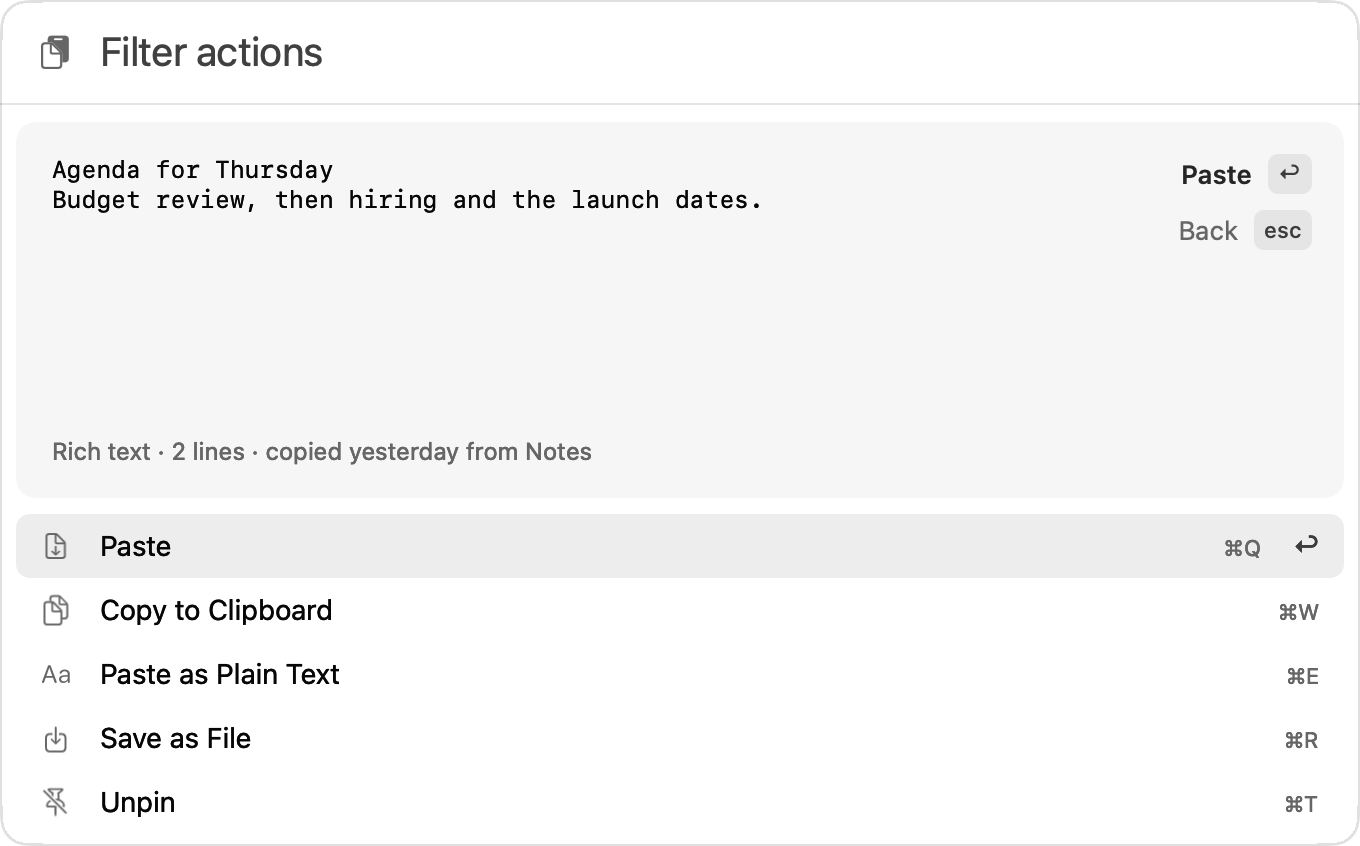 Filter actions
Agenda for Thursday
Budget review, then hiring and the launch dates.
Paste ↩
Back esc
Rich text · 2 lines · copied yesterday from Notes
Paste ⌘Q ↩
Copy to Clipboard ⌘W
Aa Paste as Plain Text ⌘E
Save as File ⌘R
Unpin ⌘T